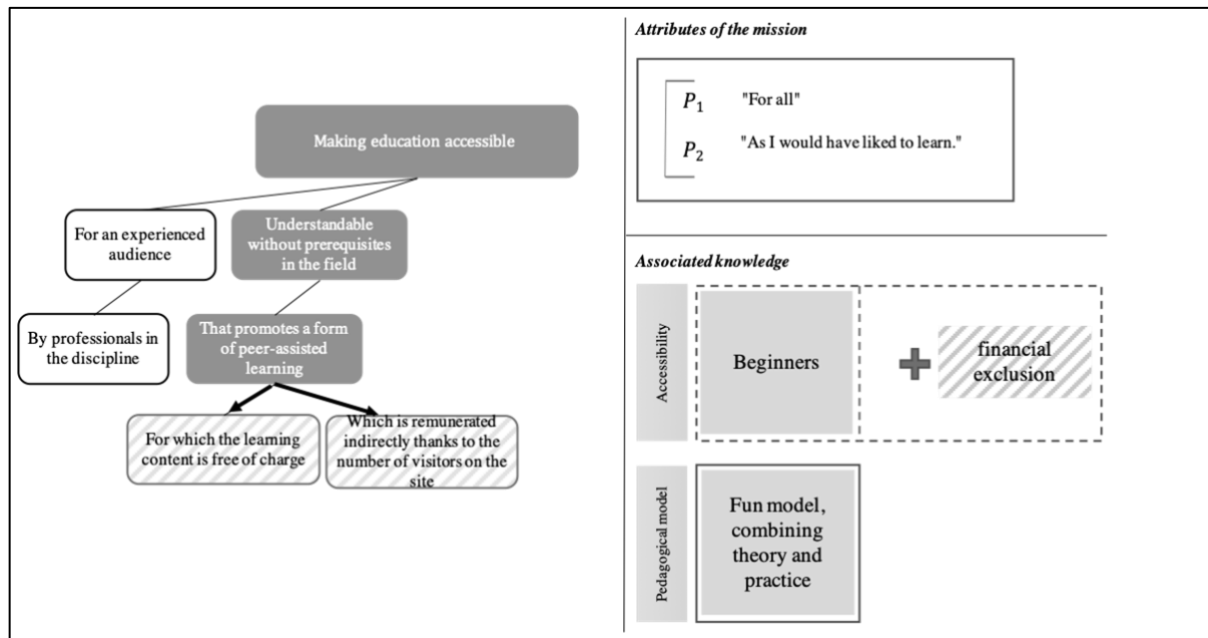 Making education accessible
For an experienced
audience
Understandable
without prerequisites
in the field
By professionals in
the discipline
That promotes a form
of peer-assisted
learning
For which the learning
content is free of charge
Which is remunerated
indirectly thanks to the
number of visitors on the
site
Attributes of the mission
P1 "For all"
P2 "As I would have liked to learn."
Associated knowledge
Accessibility
Beginners
+
financial
exclusion
Pedagogical model
Fun model,
combining
theory and
practice